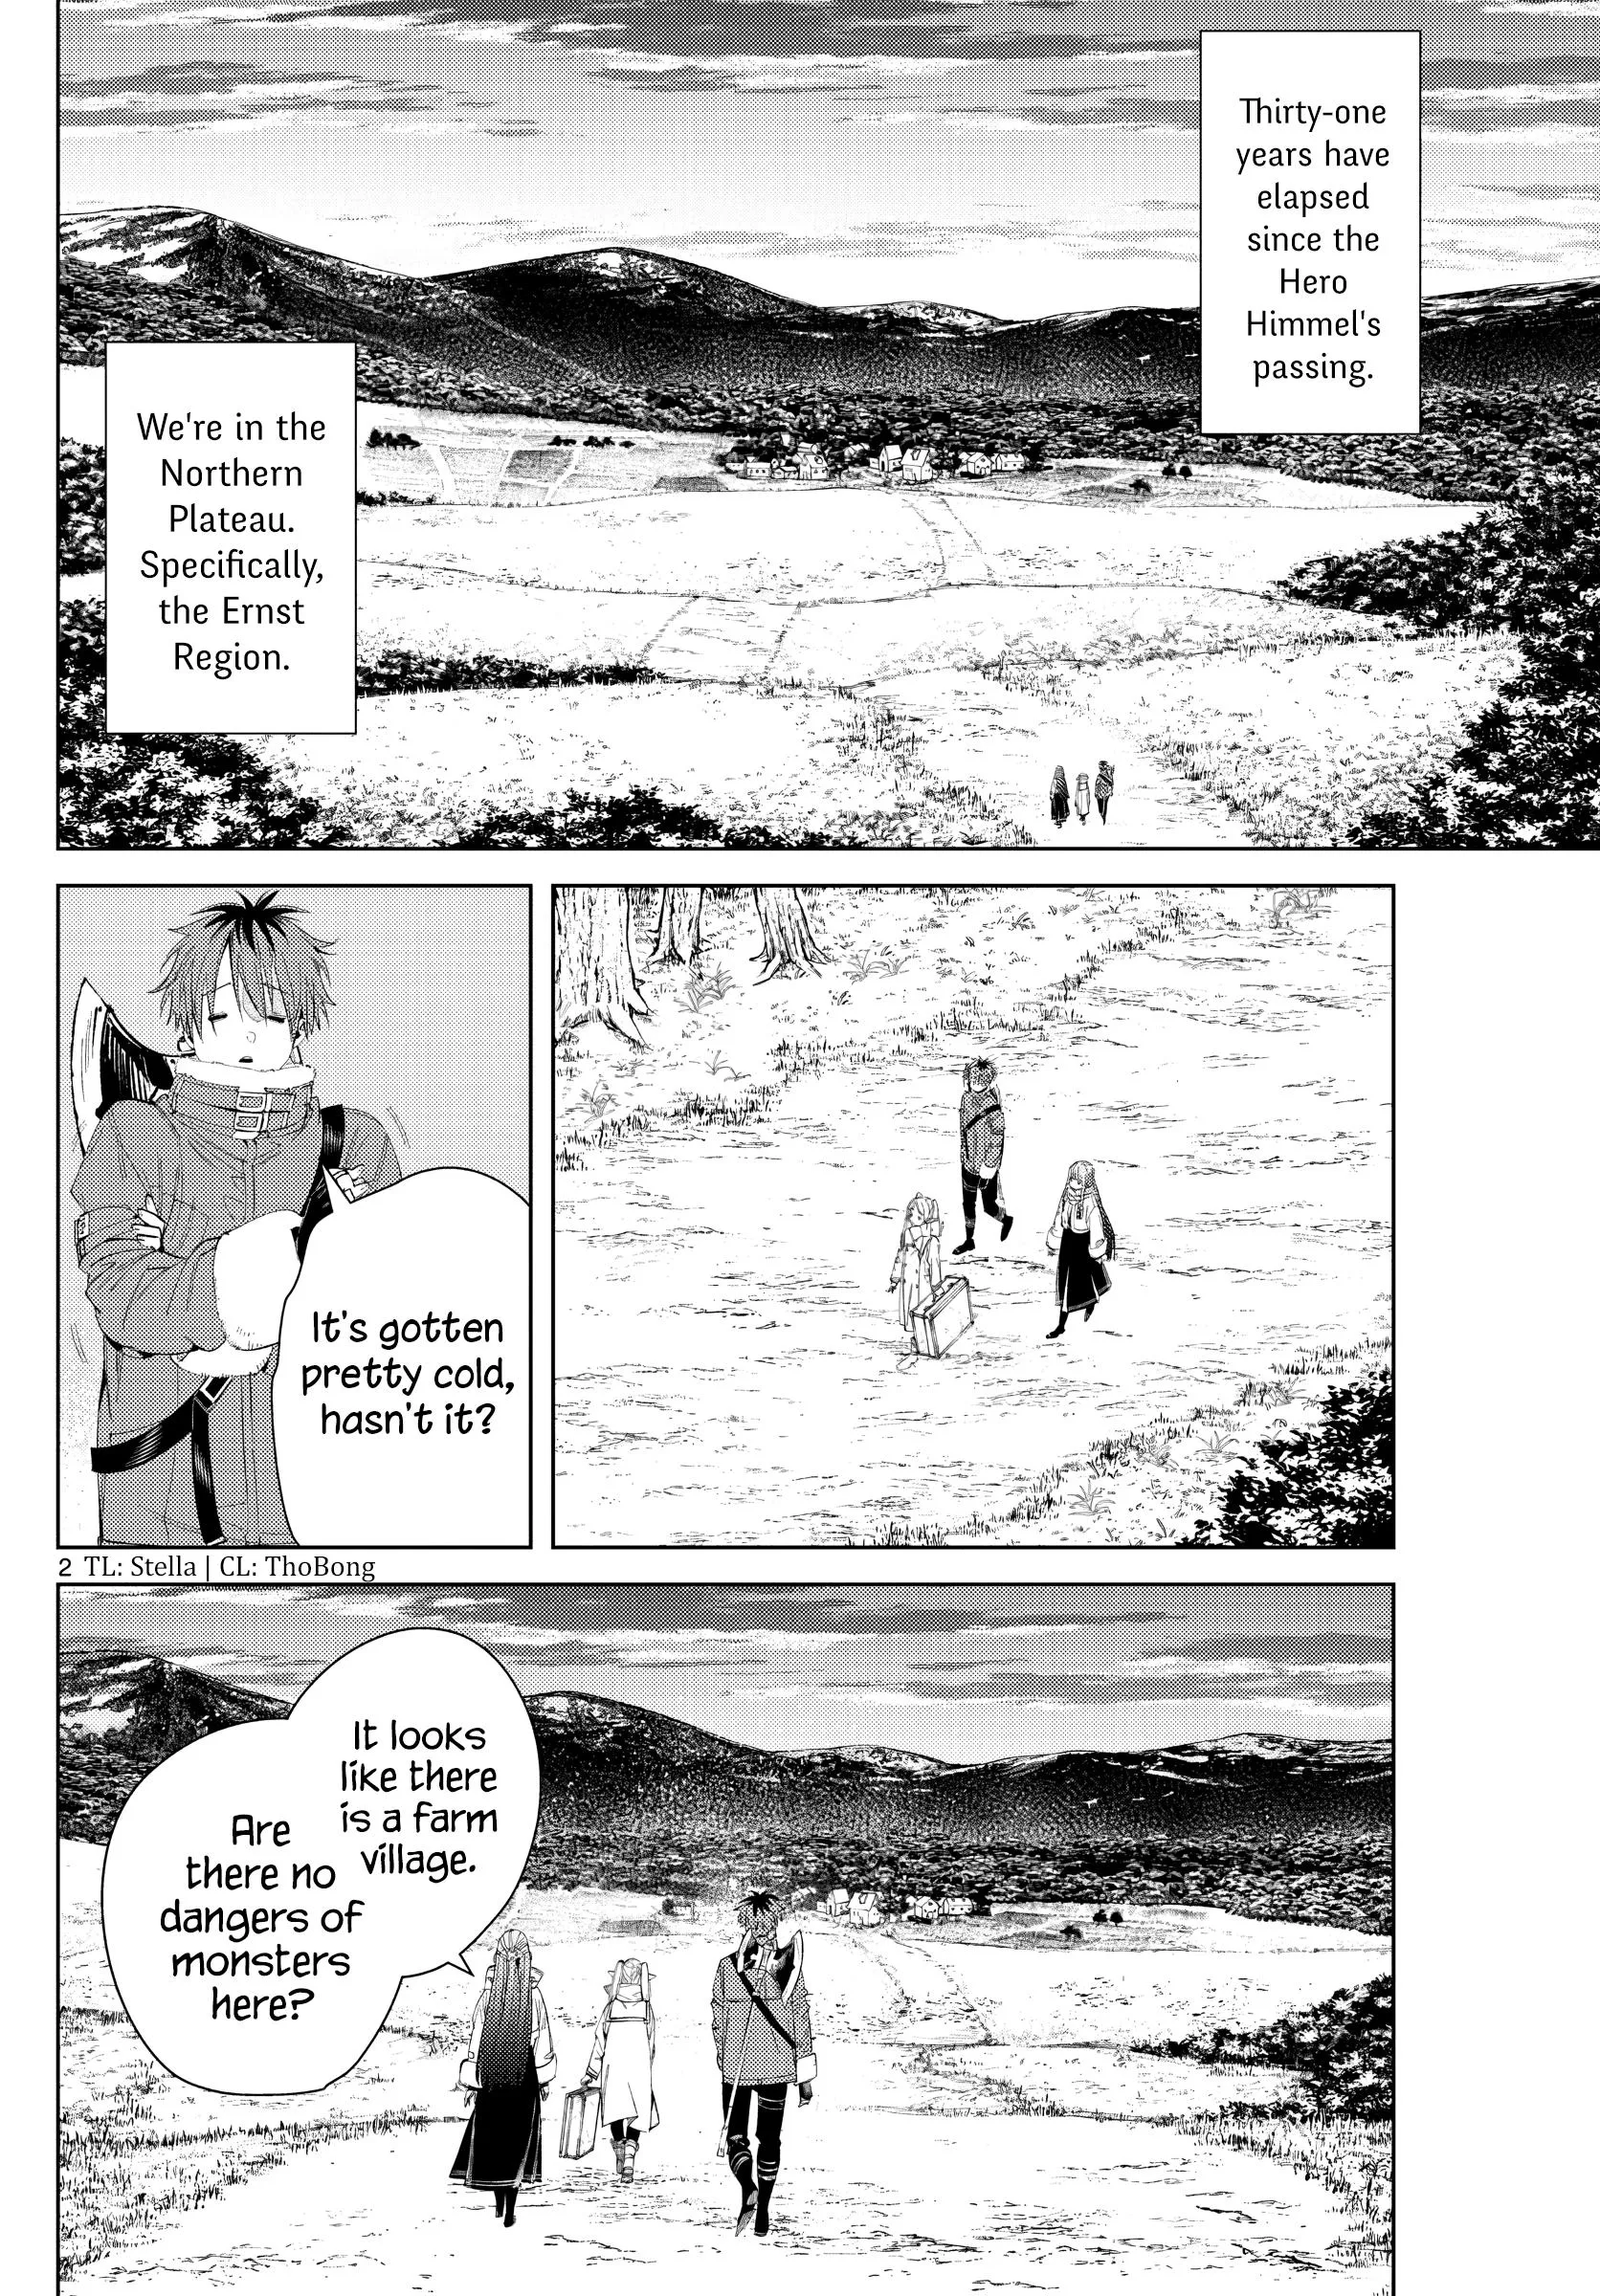 Thirty-one
years have
elapsed
since the
Hero
Himmel's
passing.
We're in the
Northern
Plateau.
Specifically,
the Ernst
Region.
It's gotten
pretty cold,
hasn't it?
2 TL: Stella | CL: ThoBong
It looks
like there
is a farm
village.
Are
there no
dangers of
monsters
here?